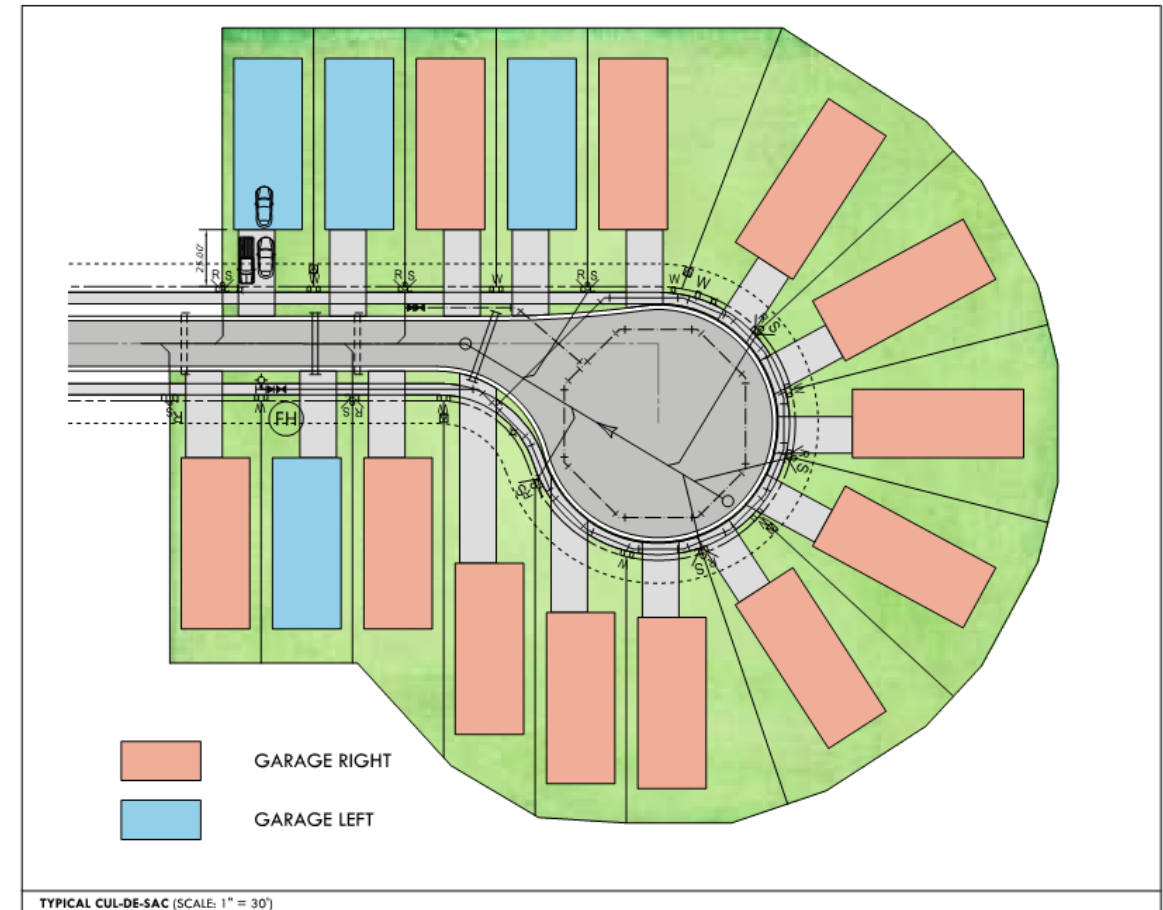 25.00'
R S
W
R S
W
R S
W
W
R S
W
R S
W
R S
W
R S
W
R S
W
R S
R S
W
FH
GARAGE RIGHT
GARAGE LEFT
TYPICAL CUL-DE-SAC (SCALE: 1" = 30')